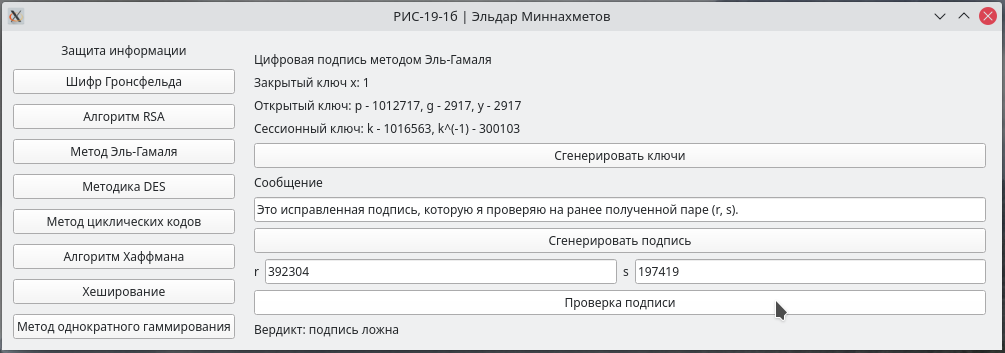 РИС-19-1б | Эльдар Миннахметов
Защита информации
Шифр Гронсфельда
Алгоритм RSA
Метод Эль-Гамаля
Методика DES
Метод циклических кодов
Алгоритм Хаффмана
Хеширование
Метод однократного гаммирования
Цифровая подпись методом Эль-Гамаля
Закрытый ключ x: 1
Открытый ключ: p - 1012717, g - 2917, y - 2917
Сессионный ключ: k - 1016563, k^(-1) - 300103
Сгенерировать ключи
Сообщение
Это исправленная подпись, которую я проверяю на ранее полученной паре (r, s).
Сгенерировать подпись
r 392304 s 197419
Проверка подписи
Вердикт: подпись ложна